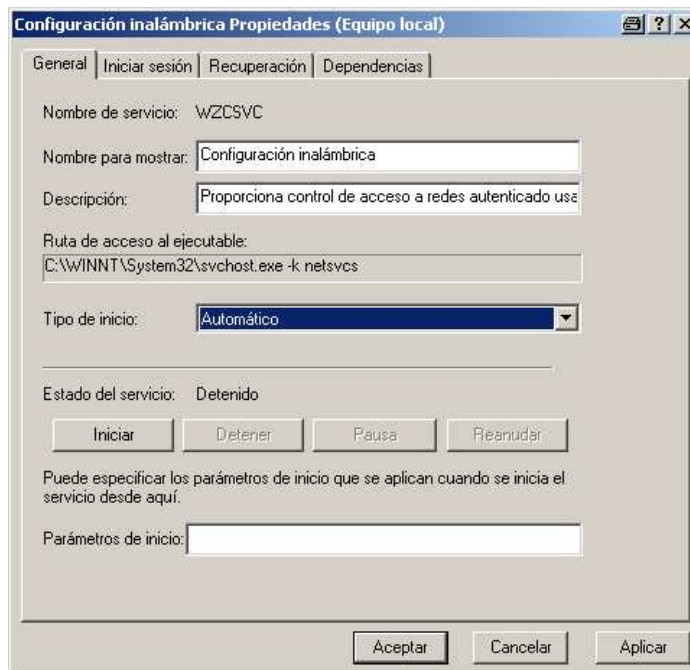 Configuración inalámbrica Propiedades (Equipo local)
General Iniciar sesión Recuperación Dependencias
Nombre de servicio: WZCSVC
Nombre para mostrar: Configuración inalámbrica
Descripción: Proporciona control de acceso a redes autenticado usa
Ruta de acceso al ejecutable:
C:\WINNT\System32\svchost.exe -k netsvcs
Tipo de inicio: Automático
Estado del servicio: Detenido
Iniciar Detener Pausa Reanudar
Puede especificar los parámetros de inicio que se aplican cuando se inicia el
servicio desde aquí.
Parámetros de inicio:
Aceptar Cancelar Aplicar